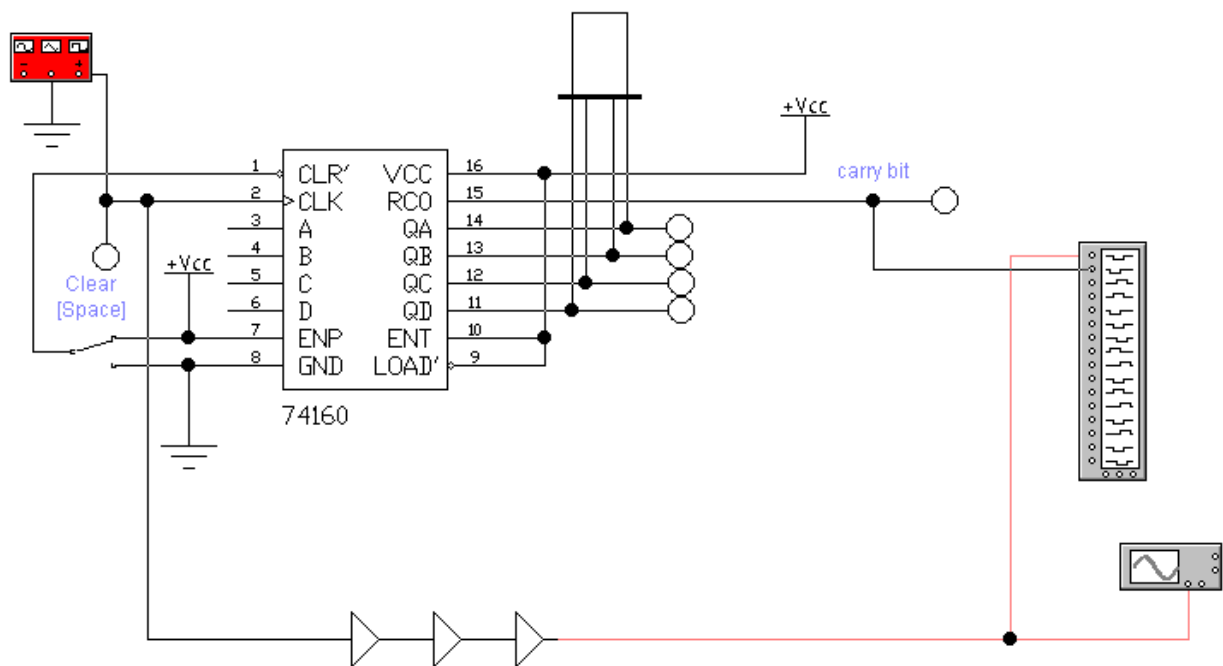 +Vcc
carry bit
1 CLR' VCC 16
2 CLK RCO 15
3 A QA 14
4 B QB 13
5 C QC 12
6 D QD 11
7 ENP ENT 10
8 GND LOAD' 9
74160
Clear
[Space]
+Vcc
- +